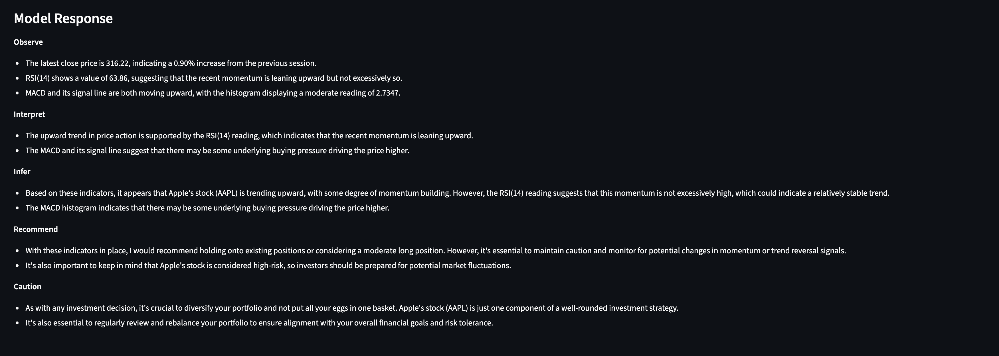 Model Response
Observe
• The latest close price is 316.22, indicating a 0.90% increase from the previous session.
• RSI(14) shows a value of 63.86, suggesting that the recent momentum is leaning upward but not excessively so.
• MACD and its signal line are both moving upward, with the histogram displaying a moderate reading of 2.7347.
Interpret
• The upward trend in price action is supported by the RSI(14) reading, which indicates that the recent momentum is leaning upward.
• The MACD and its signal line suggest that there may be some underlying buying pressure driving the price higher.
Infer
• Based on these indicators, it appears that Apple's stock (AAPL) is trending upward, with some degree of momentum building. However, the RSI(14) reading suggests that this momentum is not excessively high, which could indicate a relatively stable trend.
• The MACD histogram indicates that there may be some underlying buying pressure driving the price higher.
Recommend
• With these indicators in place, I would recommend holding onto existing positions or considering a moderate long position. However, it's essential to maintain caution and monitor for potential changes in momentum or trend reversal signals.
• It's also important to keep in mind that Apple's stock is considered high-risk, so investors should be prepared for potential market fluctuations.
Caution
• As with any investment decision, it's crucial to diversify your portfolio and not put all your eggs in one basket. Apple's stock (AAPL) is just one component of a well-rounded investment strategy.
• It's also essential to regularly review and rebalance your portfolio to ensure alignment with your overall financial goals and risk tolerance.